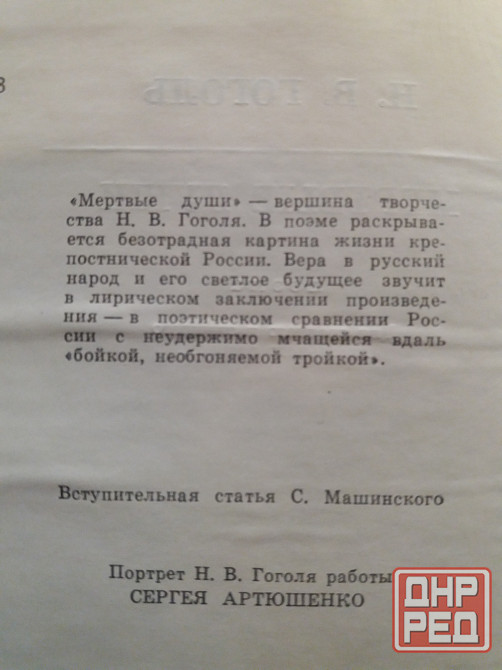 З
Н. В. ГОГОЛЬ
«Мертвые души» — вершина творче-
ства Н. В. Гоголя. В поэме раскрыва-
ется безотрадная картина жизни кре-
постнической России. Вера в русский
народ и его светлое будущее звучит
в лирическом заключении произведе-
ния — в поэтическом сравнении Рос-
сии с неудержимо мчащейся вдаль
«бойкой, необгоняемой тройкой».
Вступительная статья С. Машинского
Портрет Н. В. Гоголя работы
СЕРГЕЯ АРТЮШЕНКО
ДНР
РЕД